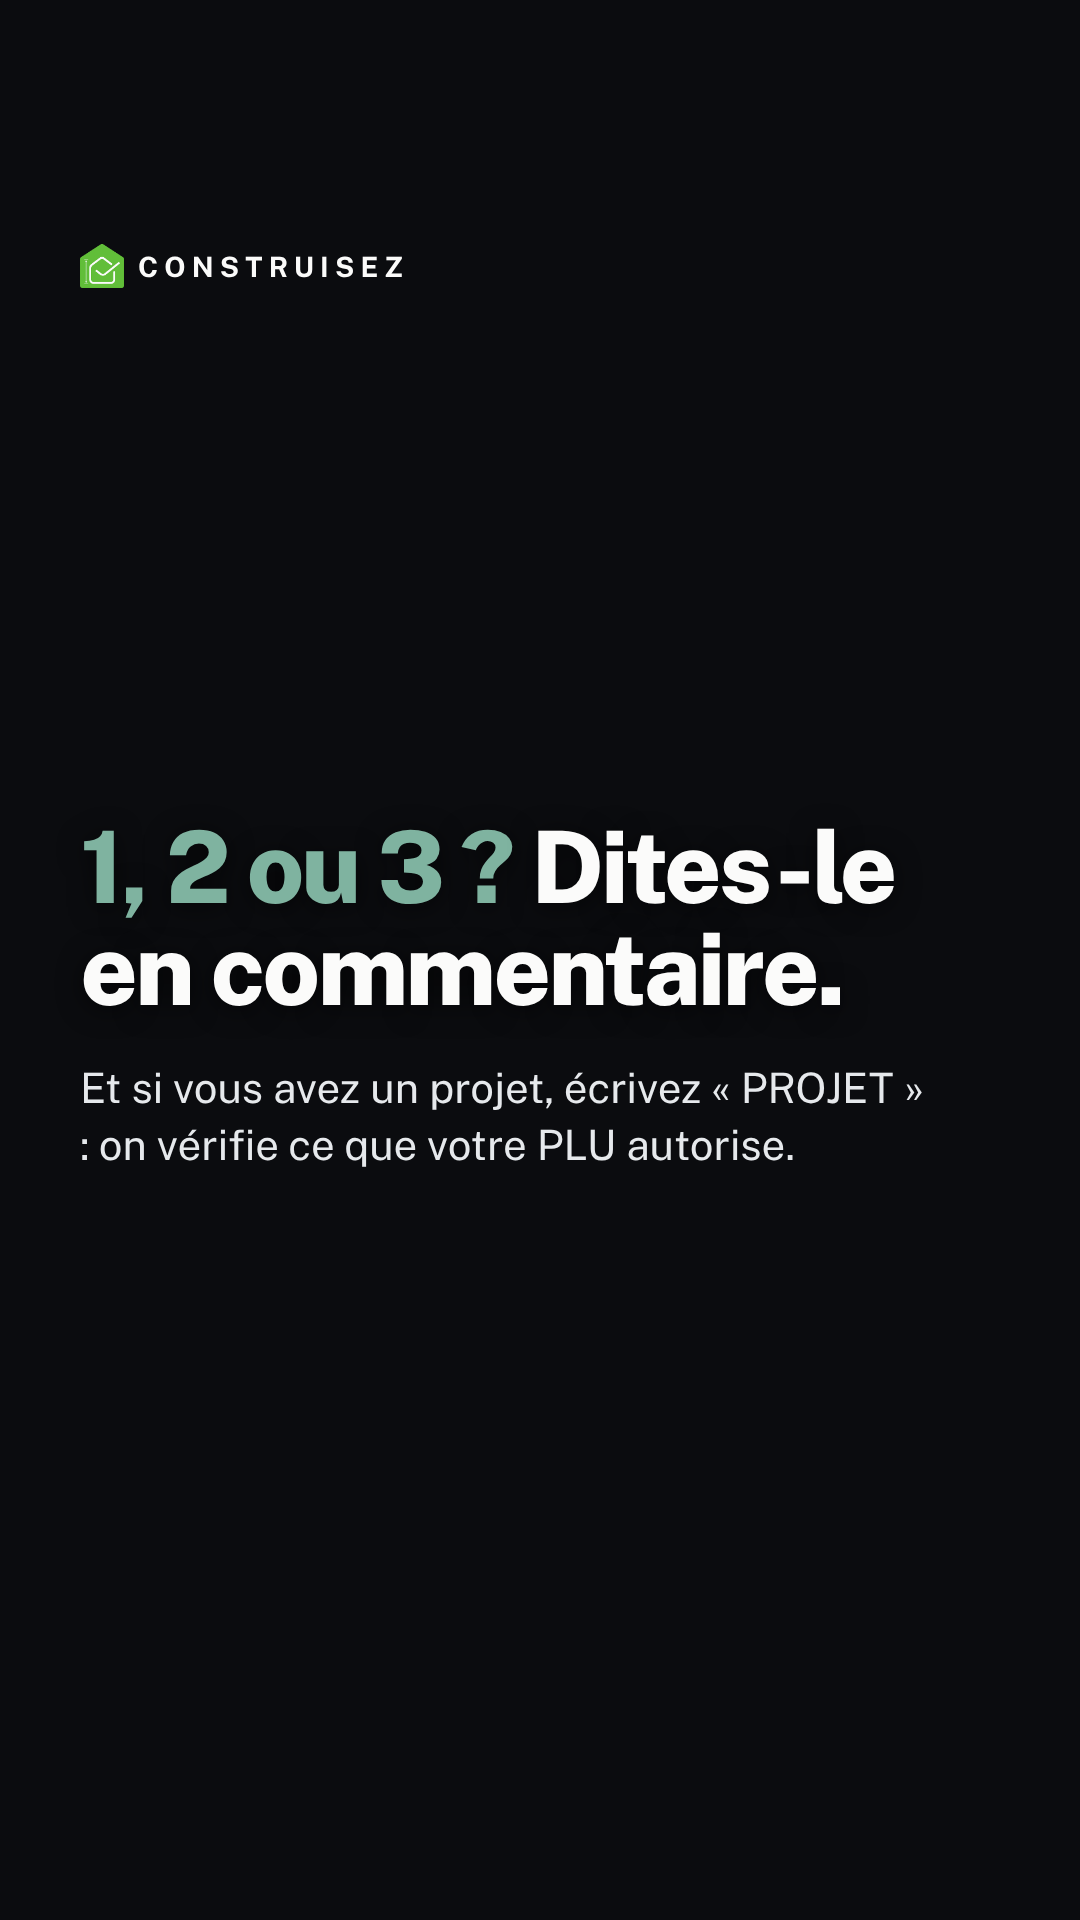 CONSTRUISEZ
1, 2 ou 3 ? Dites-le
en commentaire.
Et si vous avez un projet, écrivez « PROJET »
: on vérifie ce que votre PLU autorise.